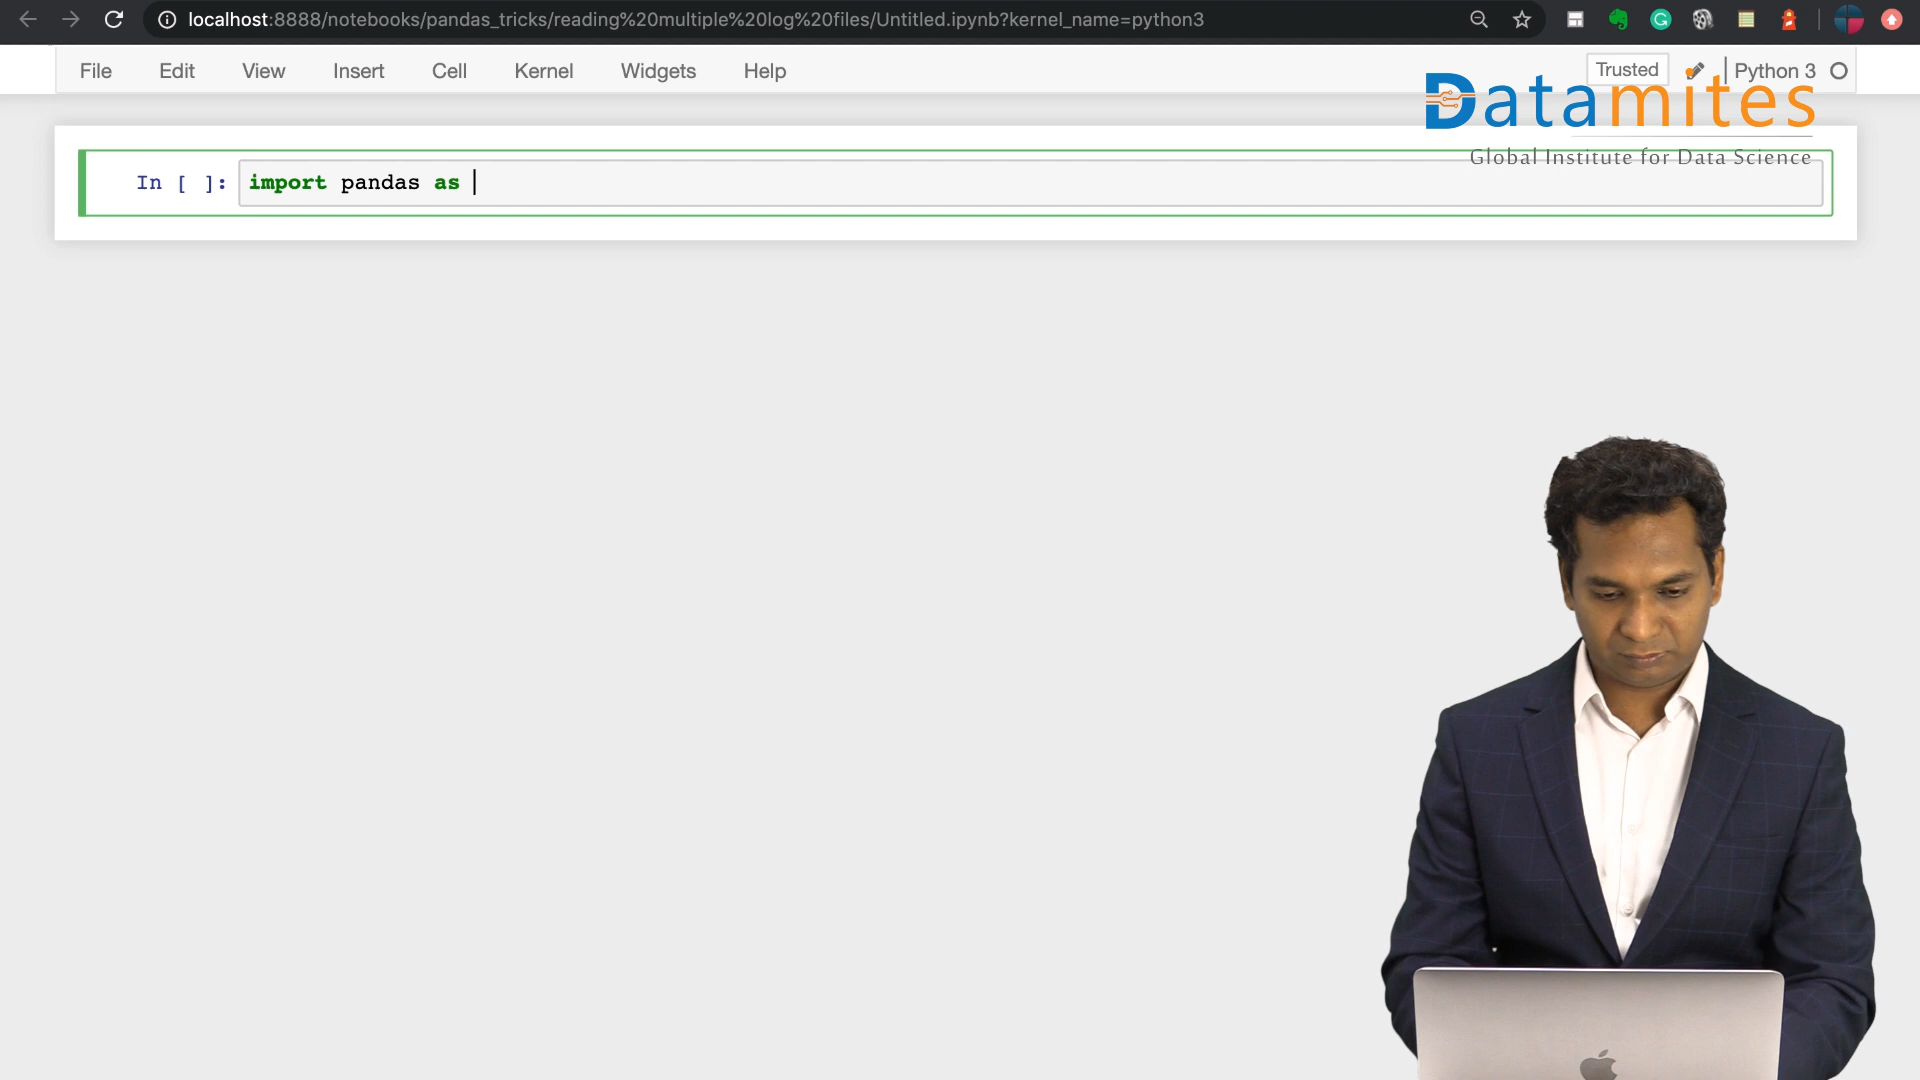 localhost:8888/notebooks/pandas_tricks/reading%20multiple%20log%20files/Untitled.ipynb?kernel_name=python3
File Edit View Insert Cell Kernel Widgets Help Trusted Python 3
Datamites
Global Institute for Data Science
In [ ]: import pandas as